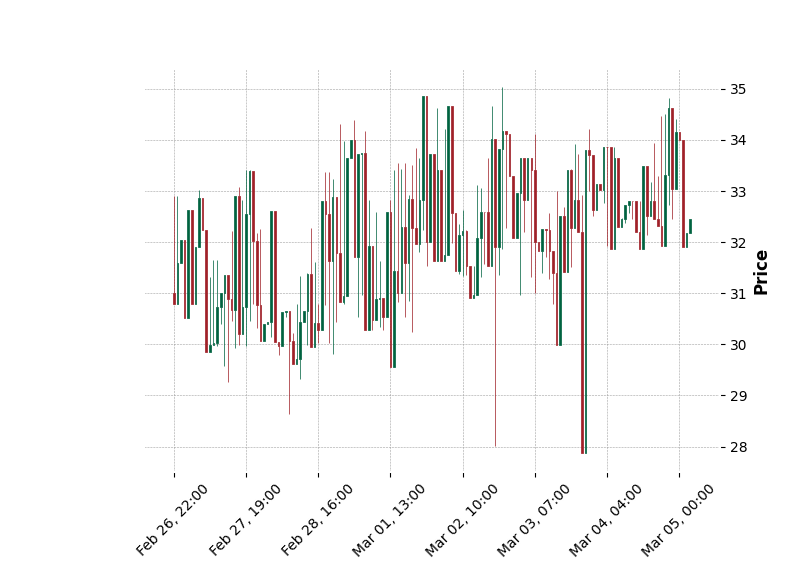 35
34
33
32
31
30
29
28
Price
Feb 26, 22:00
Feb 27, 19:00
Feb 28, 16:00
Mar 01, 13:00
Mar 02, 10:00
Mar 03, 07:00
Mar 04, 04:00
Mar 05, 00:00